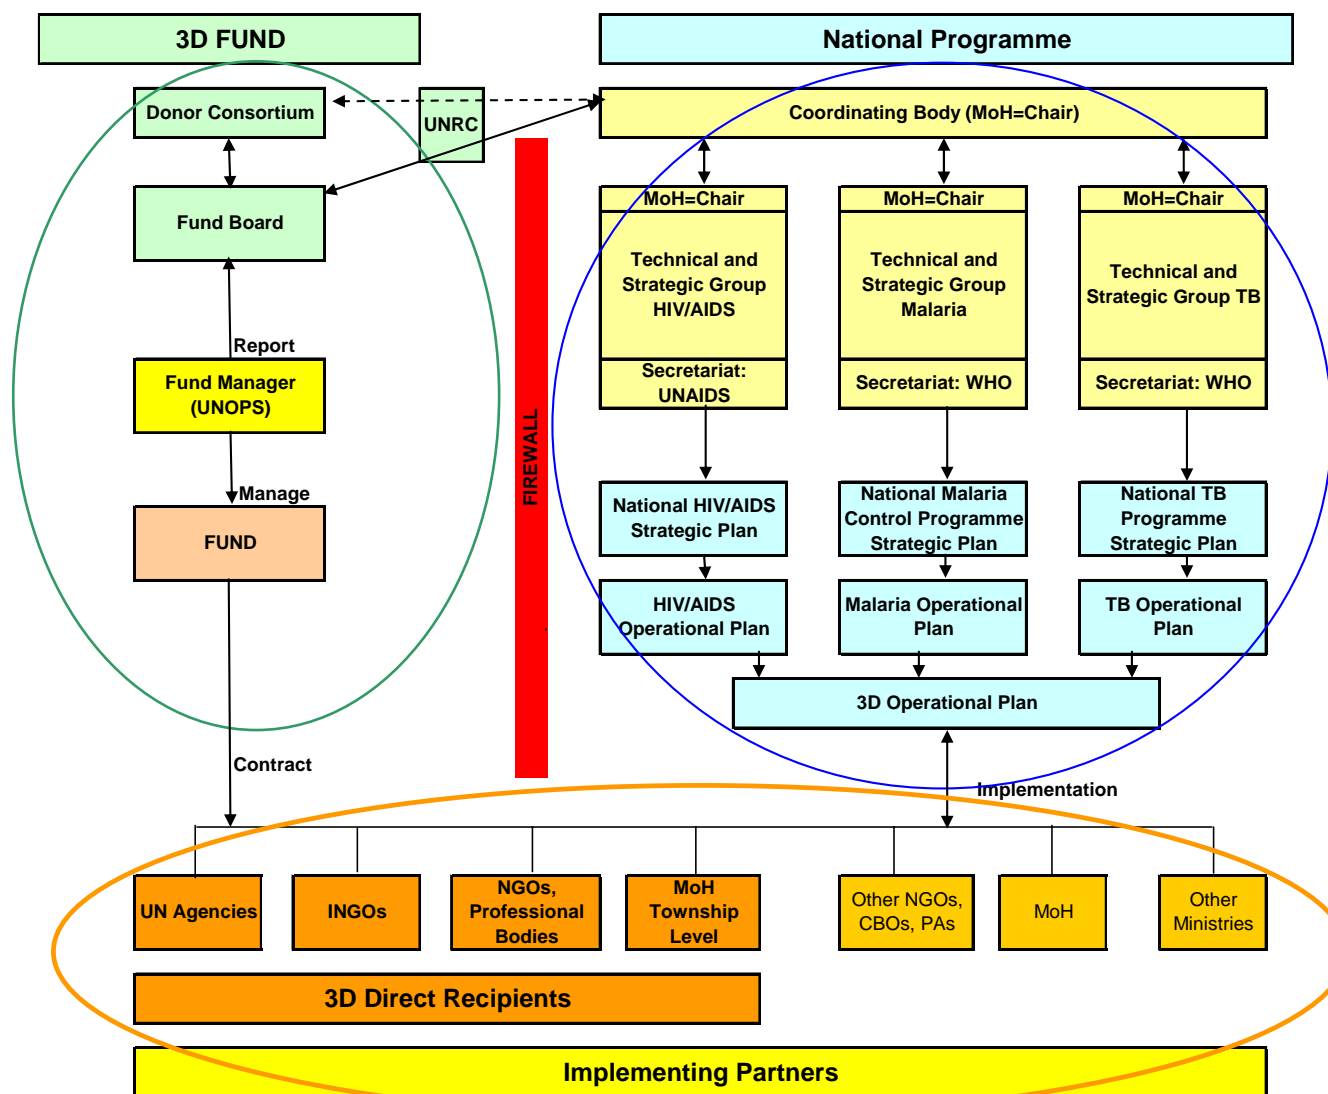 3D FUND
National Programme
Donor Consortium
UNRC
Coordinating Body (MoH=Chair)
Fund Board
MoH=Chair
MoH=Chair
MoH=Chair
Technical and
Strategic Group
HIV/AIDS
Technical and
Strategic Group
Malaria
Technical and
Strategic Group TB
Report
Fund Manager
(UNOPS)
Secretariat:
UNAIDS
Secretariat: WHO
Secretariat: WHO
FIREWALL
Manage
FUND
National HIV/AIDS
Strategic Plan
National Malaria
Control Programme
Strategic Plan
National TB
Programme
Strategic Plan
HIV/AIDS
Operational Plan
Malaria Operational
Plan
TB Operational
Plan
3D Operational Plan
Contract
Implementation
UN Agencies
INGOs
NGOs,
Professional
Bodies
MoH
Township
Level
Other NGOs,
CBOs, PAs
MoH
Other
Ministries
3D Direct Recipients
Implementing Partners